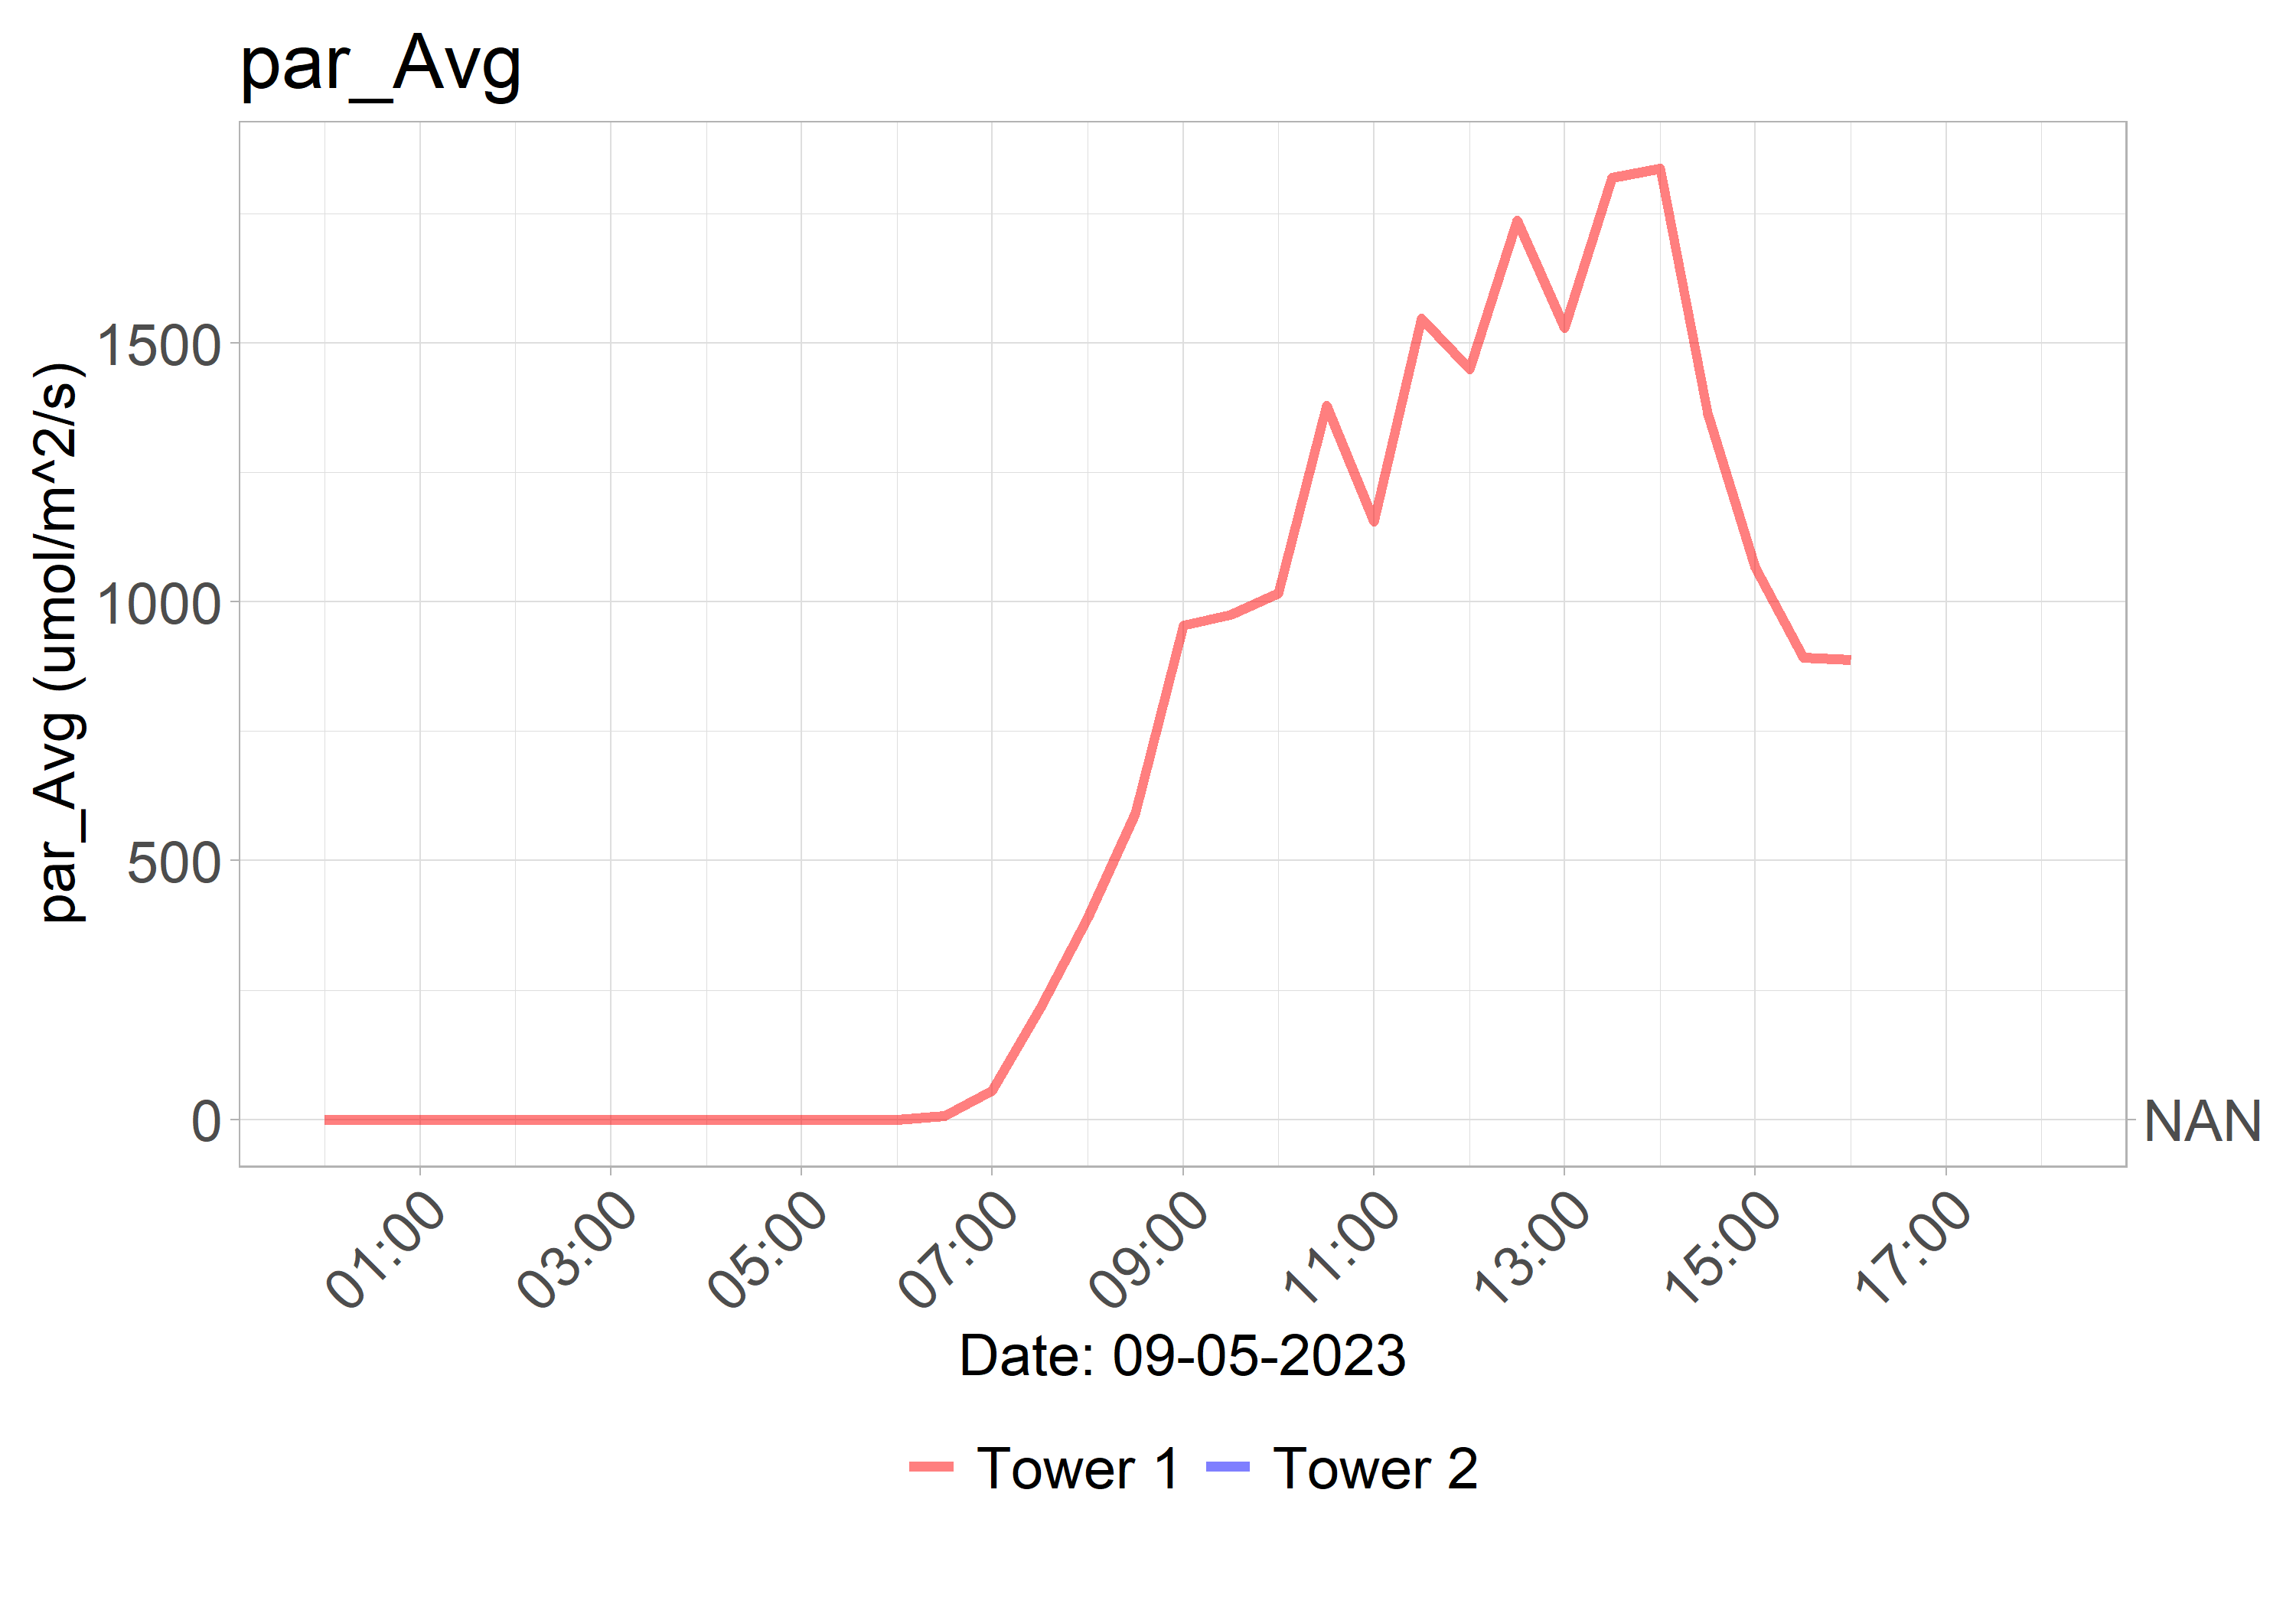 par_Avg
par_Avg (umol/m^2/s)
1500
1000
500
0
NAN
01:00 03:00 05:00 07:00 09:00 11:00 13:00 15:00 17:00
Date: 09-05-2023
Tower 1 Tower 2